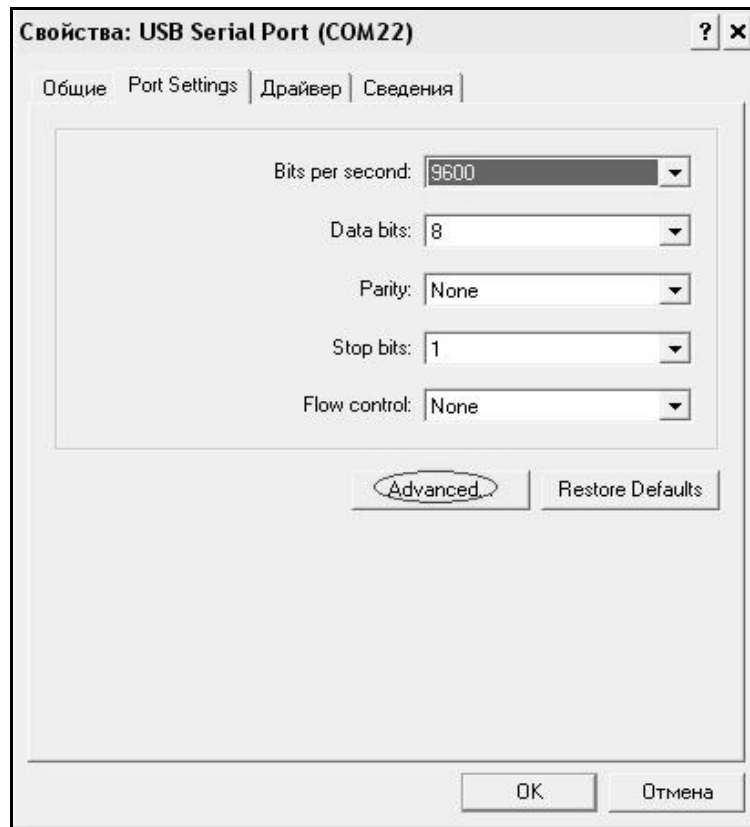 Свойства: USB Serial Port (COM22)
Общие Port Settings Драйвер Сведения
Bits per second: 9600
Data bits: 8
Parity: None
Stop bits: 1
Flow control: None
Advanced... Restore Defaults
OK Отмена